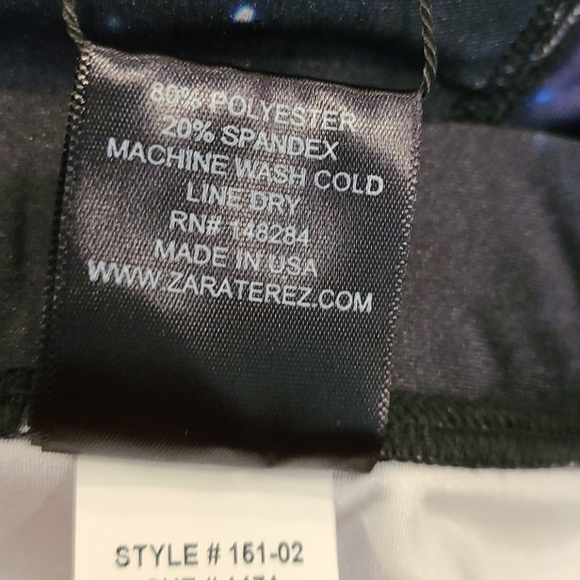 80% POLYESTER
20% SPANDEX
MACHINE WASH COLD
LINE DRY
RN# 148284
MADE IN USA
WWW.ZARATEREZ.COM
STYLE # 151-02